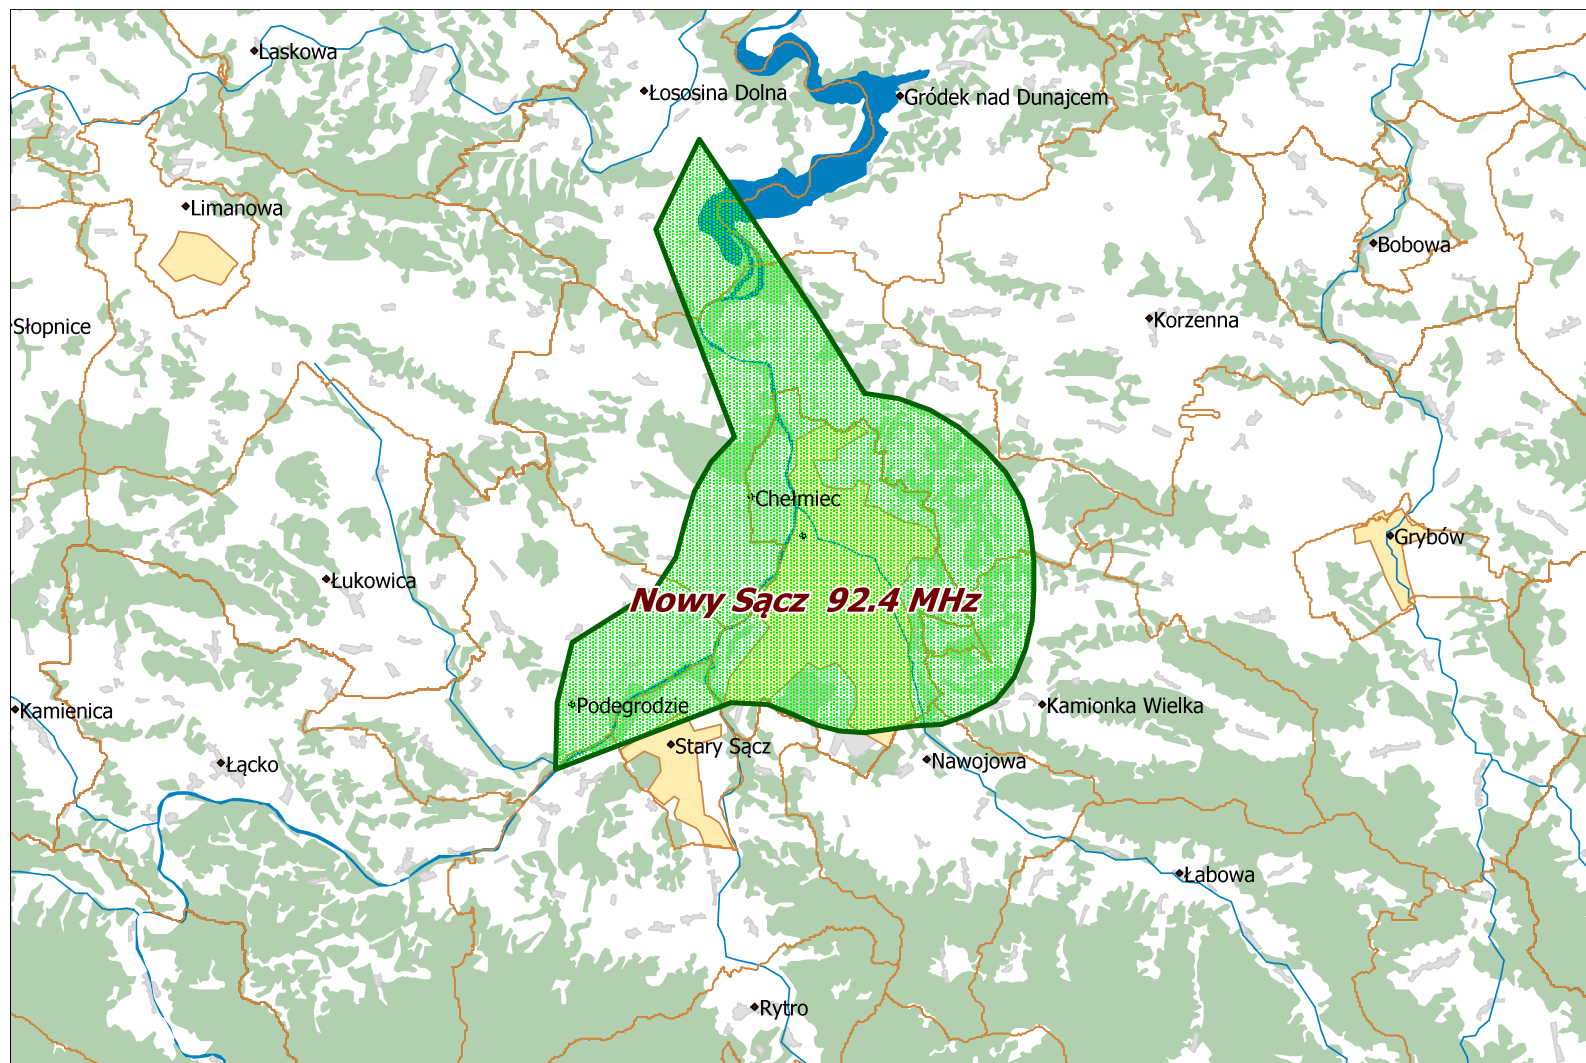 Laskowa
Łososina Dolna
Gródek nad Dunajcem
Limanowa
Bobowa
Słopnice
Korzenna
Chełmiec
Grybów
Łukowica
Nowy Sącz 92.4 MHz
Podegrodzie
Kamionka Wielka
Kamienica
Stary Sącz
Nawojowa
Łącko
Łabowa
Rytro